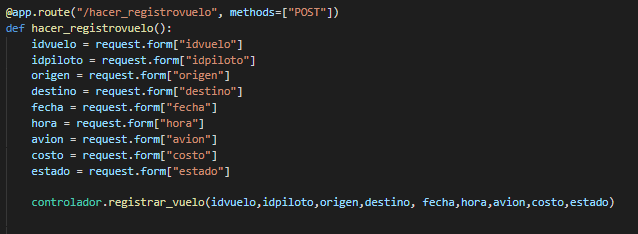 @app.route("/hacer_registrovuelo", methods=["POST"])
def hacer_registrovuelo():
    idvuelo = request.form["idvuelo"]
    idpiloto = request.form["idpiloto"]
    origen = request.form["origen"]
    destino = request.form["destino"]
    fecha = request.form["fecha"]
    hora = request.form["hora"]
    avion = request.form["avion"]
    costo = request.form["costo"]
    estado = request.form["estado"]
    controlador.registrar_vuelo(idvuelo,idpiloto,origen,destino, fecha,hora,avion,costo,estado)